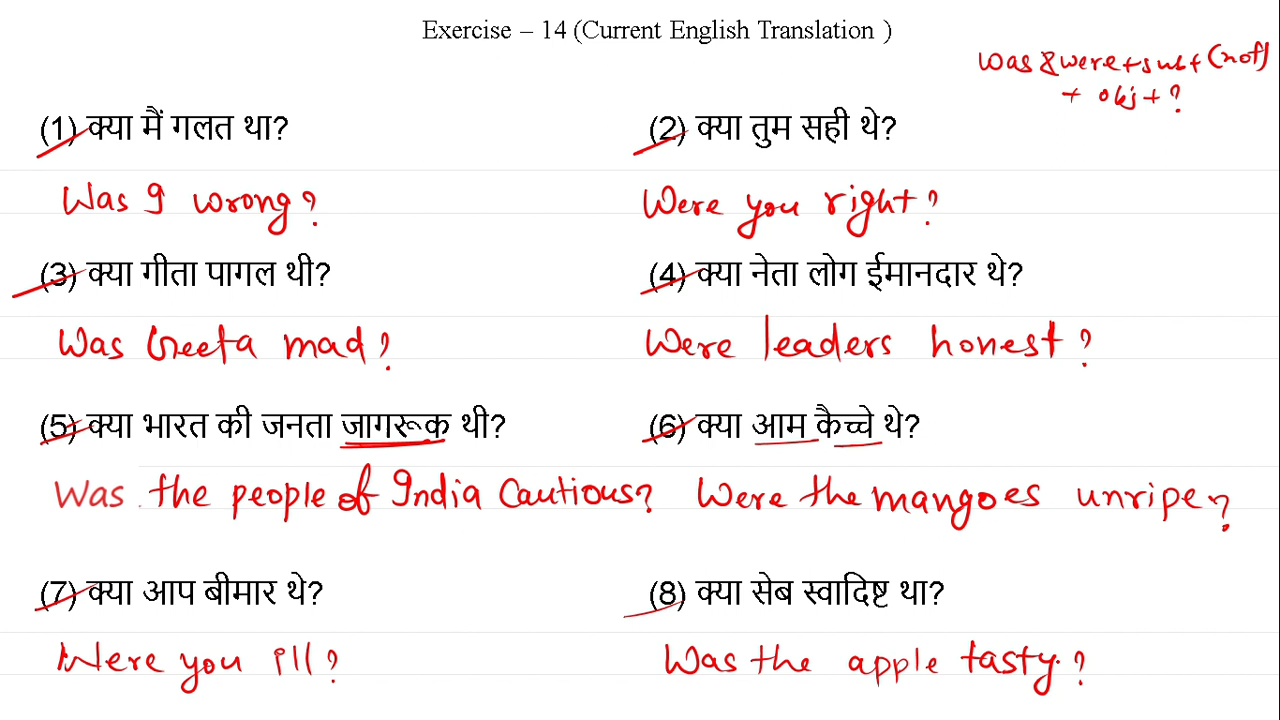 Exercise – 14 (Current English Translation )
Was & were + sub + (not)
+ obj + ?
(1) क्या मैं गलत था?
(2) क्या तुम सही थे?
Was I wrong?
Were you right?
(3) क्या गीता पागल थी?
(4) क्या नेता लोग ईमानदार थे?
Was Geeta mad?
Were leaders honest?
(5) क्या भारत की जनता जागरूक थी?
(6) क्या आम कैच्चे थे?
Was the people of India Cautious?
Were the mangoes unripe?
(7) क्या आप बीमार थे?
(8) क्या सेब स्वादिष्ट था?
Were you ill?
Was the apple tasty?